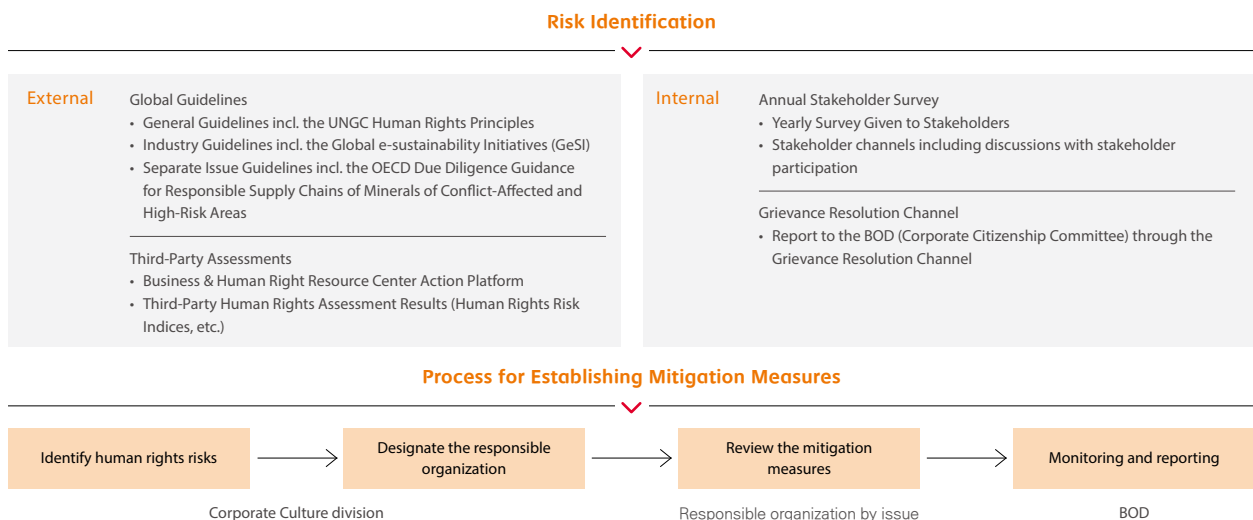 Risk Identification
External
Global Guidelines
• General Guidelines incl. the UNGC Human Rights Principles
• Industry Guidelines incl. the Global e-sustainability Initiatives (GeSI)
• Separate Issue Guidelines incl. the OECD Due Diligence Guidance
for Responsible Supply Chains of Minerals of Conflict-Affected and
High-Risk Areas
Third-Party Assessments
• Business & Human Right Resource Center Action Platform
• Third-Party Human Rights Assessment Results (Human Rights Risk
Indices, etc.)
Internal
Annual Stakeholder Survey
• Yearly Survey Given to Stakeholders
• Stakeholder channels including discussions with stakeholder
participation
Grievance Resolution Channel
• Report to the BOD (Corporate Citizenship Committee) through the
Grievance Resolution Channel
Process for Establishing Mitigation Measures
Identify human rights risks
Designate the responsible
organization
Review the mitigation
measures
Monitoring and reporting
Corporate Culture division
Responsible organization by issue
BOD